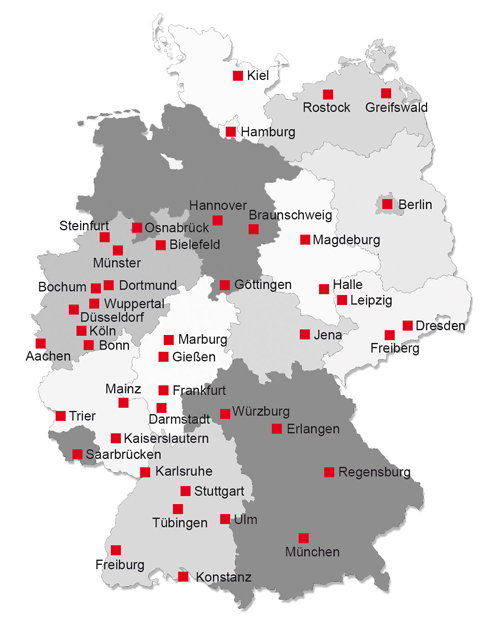 Kiel
Rostock
Greifswald
Hamburg
Berlin
Hannover
Braunschweig
Steinfurt
Osnabrück
Magdeburg
Bielefeld
Münster
Göttingen
Halle
Bochum
Dortmund
Leipzig
Wuppertal
Düsseldorf
Dresden
Köln
Jena
Marburg
Freiberg
Bonn
Aachen
Gießen
Mainz
Frankfurt
Trier
Darmstadt
Würzburg
Erlangen
Kaiserslautern
Saarbrücken
Karlsruhe
Regensburg
Stuttgart
Tübingen
Ulm
München
Freiburg
Konstanz